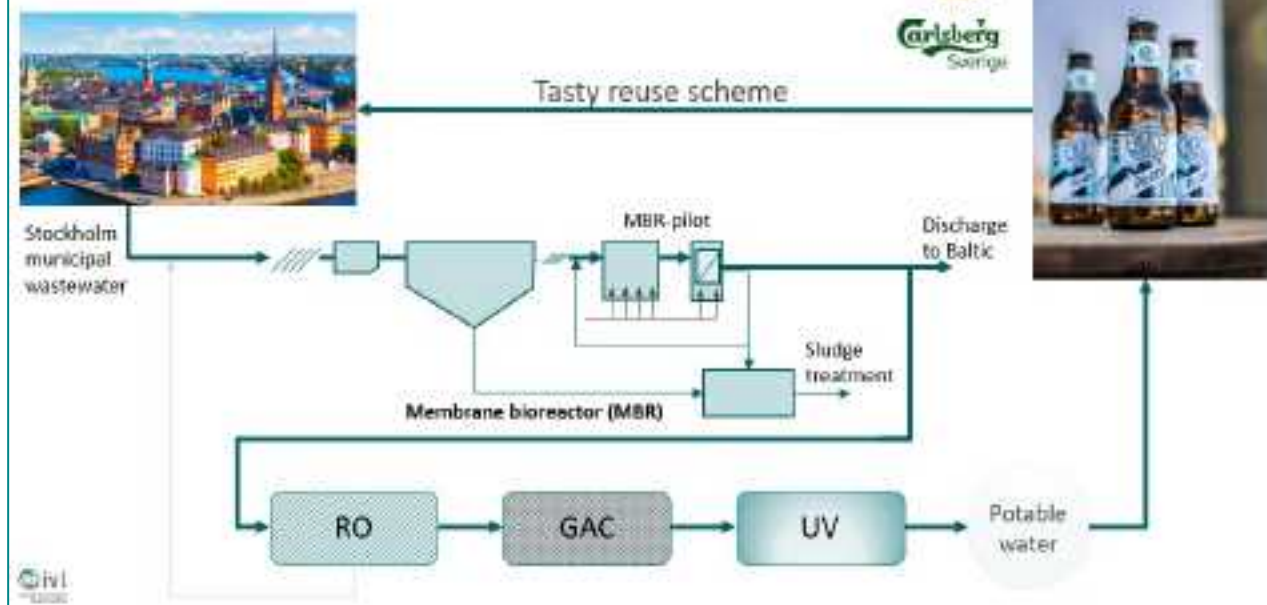 Carlsberg
Sverige
Tasty reuse scheme
Stockholm
municipal
wastewater
MBR-pilot
Discharge
to Baltic
Sludge
treatment
Membrane bioreactor (MBR)
RO
GAC
UV
Potable
water
ivl